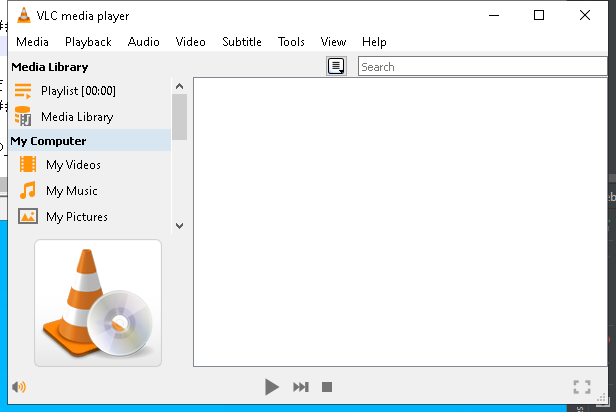 VLC media player
Media Playback Audio Video Subtitle Tools View Help
Media Library
Search
Playlist [00:00]
Media Library
My Computer
My Videos
My Music
My Pictures